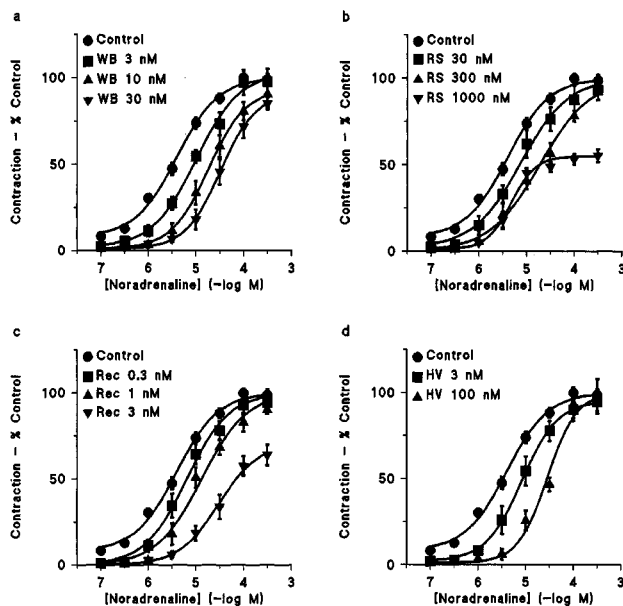 a
Control
WB 3 nM
WB 10 nM
WB 30 nM
Contraction – % Control
100
50
0
7 6 5 4 3
[Noradrenaline] (–log M)
b
Control
RS 30 nM
RS 300 nM
RS 1000 nM
Contraction – % Control
100
50
0
7 6 5 4 3
[Noradrenaline] (–log M)
c
Control
Rec 0.3 nM
Rec 1 nM
Rec 3 nM
Contraction – % Control
100
50
0
7 6 5 4 3
[Noradrenaline] (–log M)
d
Control
HV 3 nM
HV 100 nM
Contraction – % Control
100
50
0
7 6 5 4 3
[Noradrenaline] (–log M)